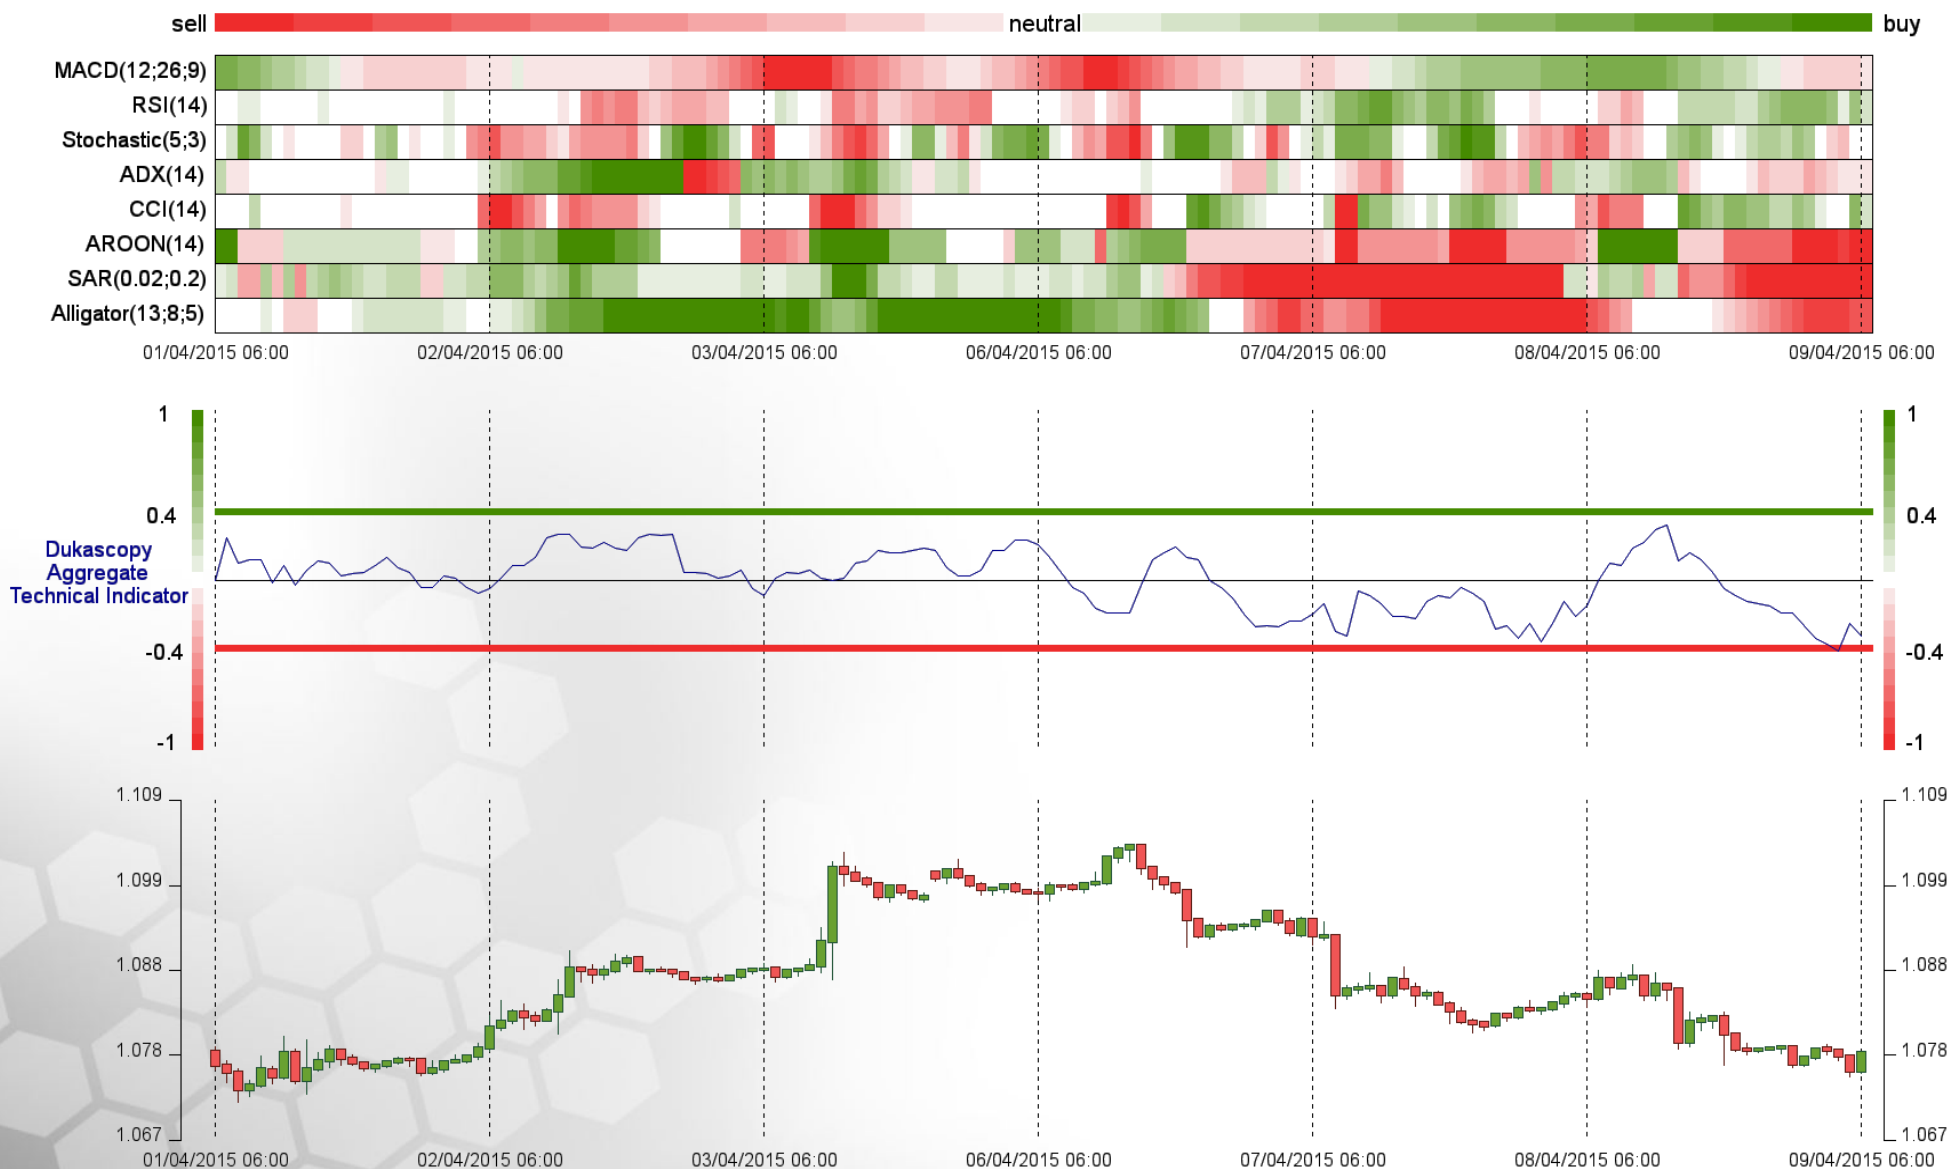 sell neutral buy
MACD(12;26;9)
RSI(14)
Stochastic(5;3)
ADX(14)
CCI(14)
AROON(14)
SAR(0.02;0.2)
Alligator(13;8;5)
01/04/2015 06:00 02/04/2015 06:00 03/04/2015 06:00 06/04/2015 06:00 07/04/2015 06:00 08/04/2015 06:00 09/04/2015 06:00
1 1
0.4 0.4
Dukascopy
Aggregate
Technical Indicator
-0.4 -0.4
-1 -1
1.109 1.109
1.099 1.099
1.088 1.088
1.078 1.078
1.067 1.067
01/04/2015 06:00 02/04/2015 06:00 03/04/2015 06:00 06/04/2015 06:00 07/04/2015 06:00 08/04/2015 06:00 09/04/2015 06:00